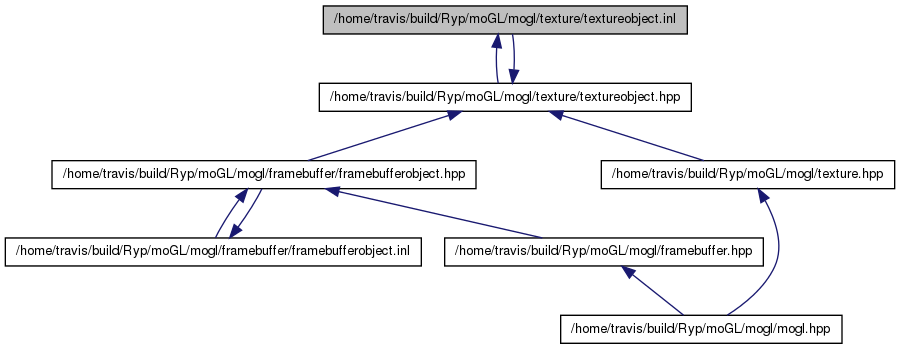 /home/travis/build/Ryp/moGL/mogl/texture/textureobject.inl
/home/travis/build/Ryp/moGL/mogl/texture/textureobject.hpp
/home/travis/build/Ryp/moGL/mogl/framebuffer/framebufferobject.hpp
/home/travis/build/Ryp/moGL/mogl/texture.hpp
/home/travis/build/Ryp/moGL/mogl/framebuffer/framebufferobject.inl
/home/travis/build/Ryp/moGL/mogl/framebuffer.hpp
/home/travis/build/Ryp/moGL/mogl/mogl.hpp